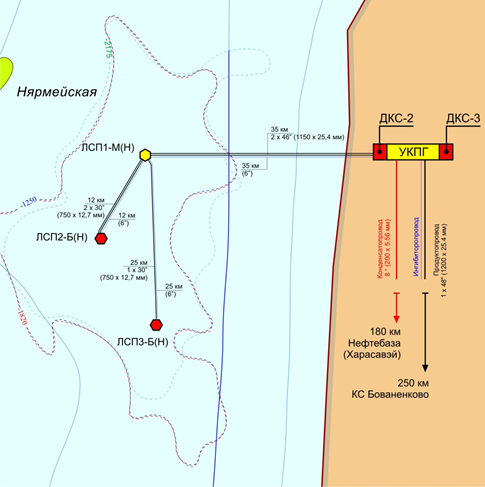 -2175
Нярмейская
ДКС-2
ДКС-3
УКПГ
35 км
2 x 46" (1150 x 25,4 мм)
ЛСП1-М(Н)
35 км
(6")
-1250
12 км
2 x 30"
(750 x 12,7 мм)
12 км
(6")
ЛСП2-Б(Н)
25 км
1 x 30"
(750 x 12,7 мм)
25 км
(6")
-1820
ЛСП3-Б(Н)
Конденсатопровод
8 " (200 x 5.56 мм)
Ингибиторопровод
Продуктопровод
1 x 48" (1200 x 25.4 мм)
180 км
Нефтебаза
(Харасавэй)
250 км
КС Бованенково